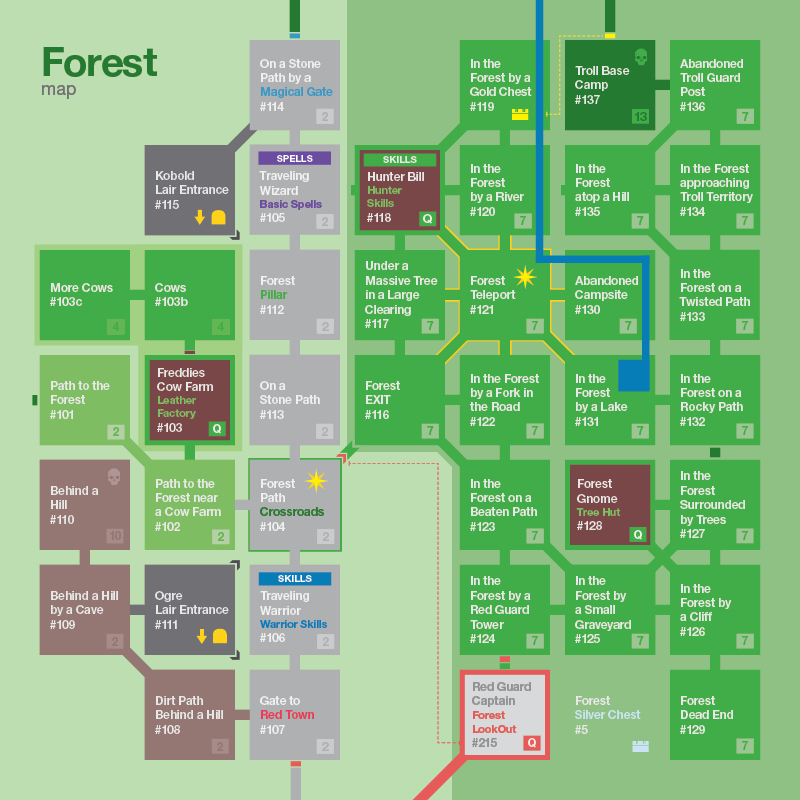 Forest
map
On a Stone
Path by a
Magical Gate
#114
2
In the
Forest by a
Gold Chest
#119
Troll Base
Camp
#137
13
Abandoned
Troll Guard
Post
#136
7
Kobold
Lair Entrance
#115
SPELLS
Traveling
Wizard
Basic Spells
#105
2
SKILLS
Hunter Bill
Hunter
Skills
#118
Q
In the
Forest
by a River
#120
7
In the
Forest
atop a Hill
#135
7
In the Forest
approaching
Troll Territory
#134
7
More Cows
#103c
4
Cows
#103b
4
Forest
Pillar
#112
2
Under a
Massive Tree
in a Large
Clearing
#117
7
Forest
Teleport
#121
7
Abandoned
Campsite
#130
7
In the
Forest on a
Twisted Path
#133
7
Path to the
Forest
#101
2
Freddies
Cow Farm
Leather
Factory
#103
Q
On a
Stone Path
#113
2
Forest
EXIT
#116
7
In the Forest
by a Fork in
the Road
#122
7
In the
Forest
by a Lake
#131
7
In the
Forest on a
Rocky Path
#132
7
Behind a
Hill
#110
10
Path to the
Forest near
a Cow Farm
#102
2
Forest
Path
Crossroads
#104
2
In the
Forest on a
Beaten Path
#123
7
Forest
Gnome
Tree Hut
#128
Q
In the
Forest
Surrounded
by Trees
#127
7
Behind a Hill
by a Cave
#109
2
Ogre
Lair Entrance
#111
SKILLS
Traveling
Warrior
Warrior Skills
#106
2
In the
Forest by a
Red Guard
Tower
#124
7
In the
Forest by
a Small
Graveyard
#125
7
In the
Forest by
a Cliff
#126
7
Dirt Path
Behind a Hill
#108
2
Gate to
Red Town
#107
2
Red Guard
Captain
Forest
LookOut
#215
Q
Forest
Silver Chest
#5
Forest
Dead End
#129
7